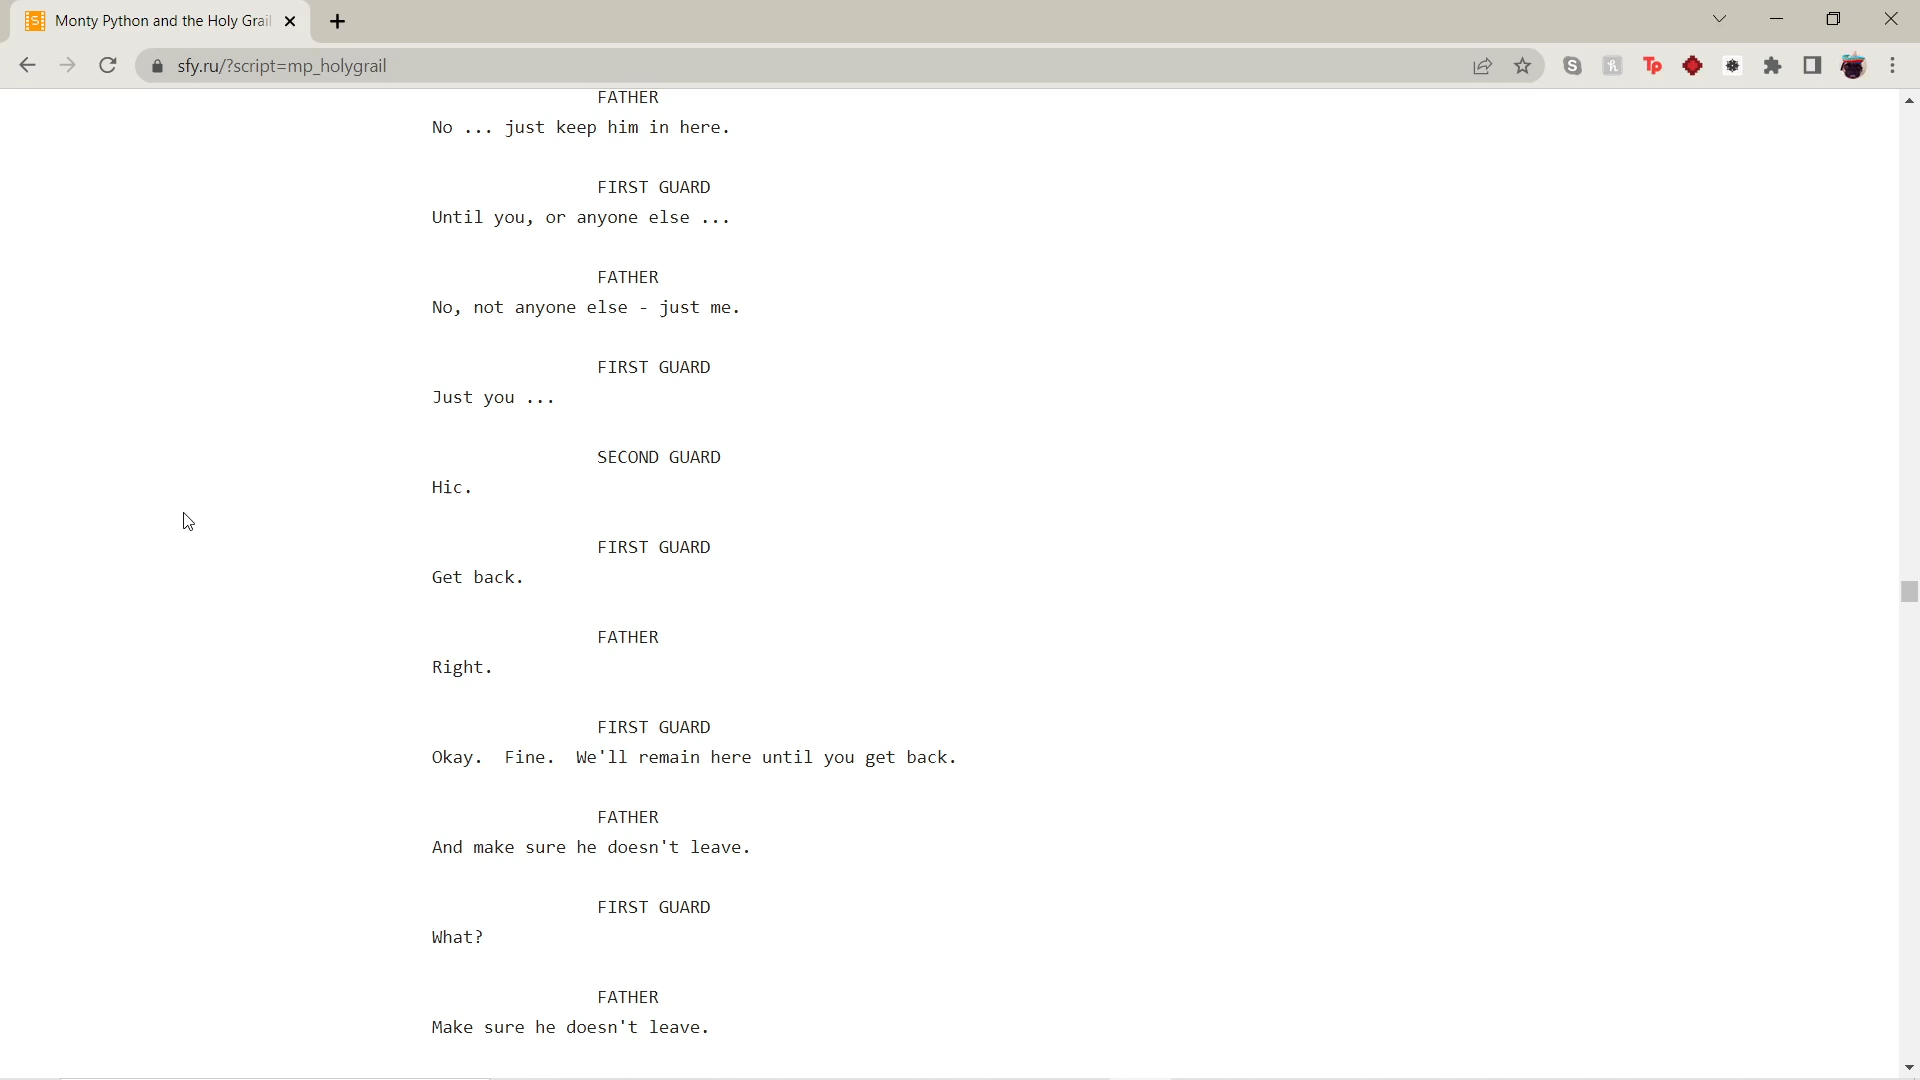 Monty Python and the Holy Grail
sfy.ru/?script=mp_holygrail
FATHER
No ... just keep him in here.
FIRST GUARD
Until you, or anyone else ...
FATHER
No, not anyone else - just me.
FIRST GUARD
Just you ...
SECOND GUARD
Hic.
FIRST GUARD
Get back.
FATHER
Right.
FIRST GUARD
Okay.  Fine.  We'll remain here until you get back.
FATHER
And make sure he doesn't leave.
FIRST GUARD
What?
FATHER
Make sure he doesn't leave.